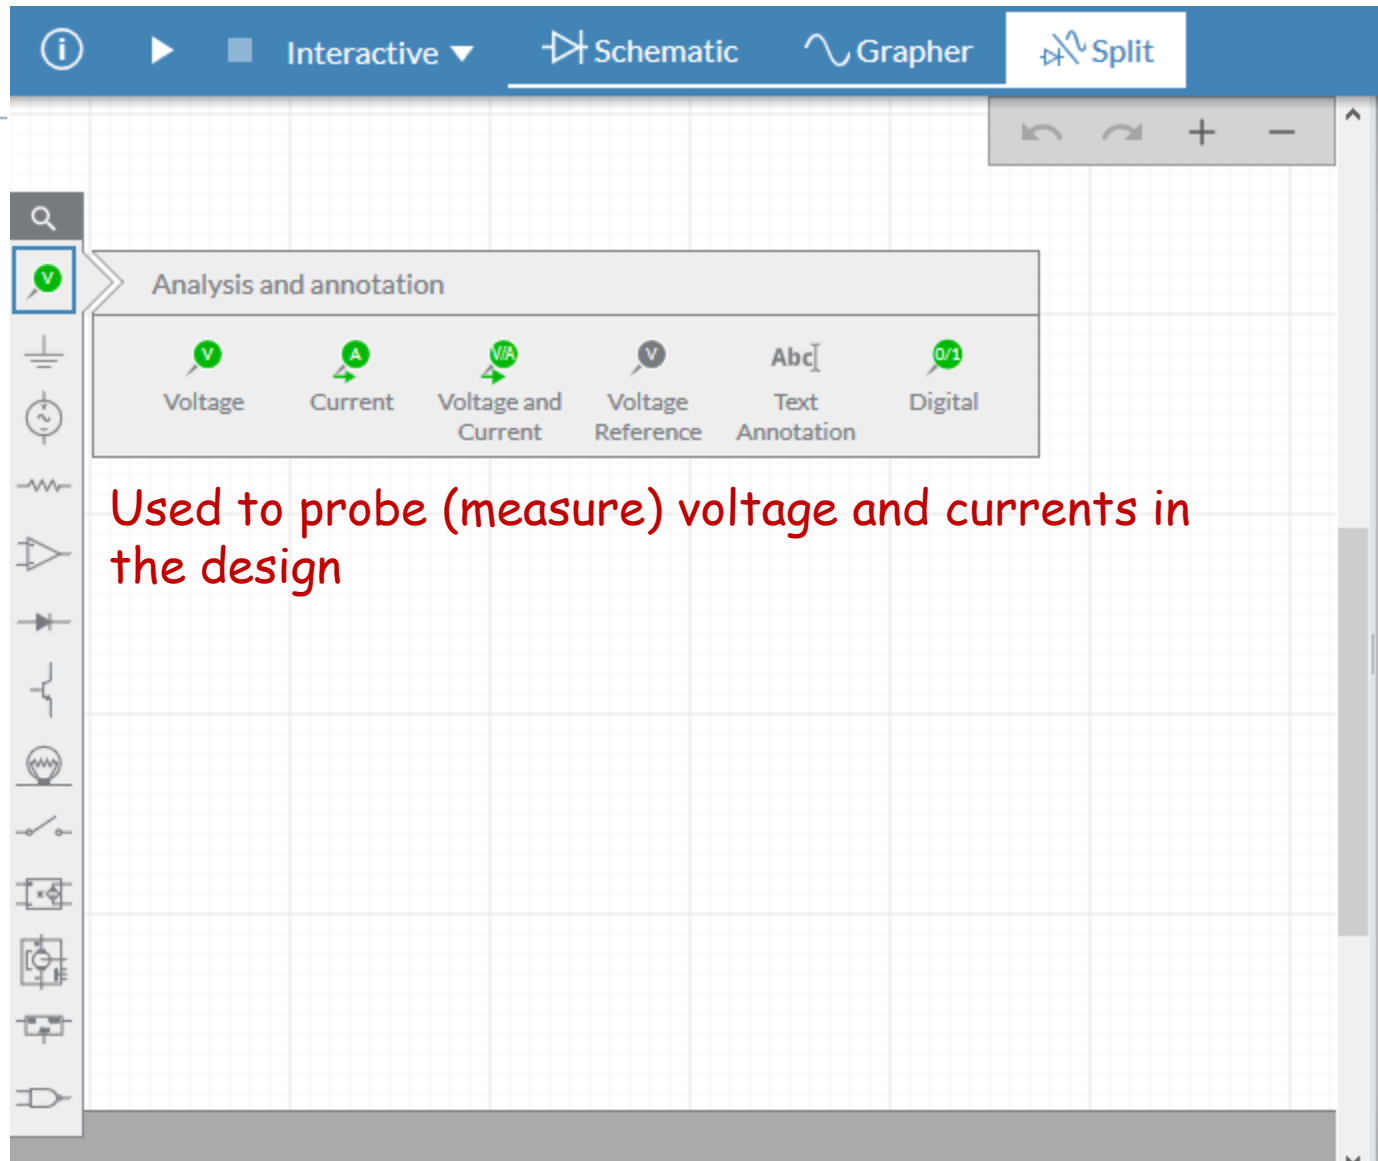 Interactive Schematic Grapher Split
Analysis and annotation
V A V/A V Abc 0/1
Voltage Current Voltage and Current Voltage Reference Text Annotation Digital
Used to probe (measure) voltage and currents in
the design